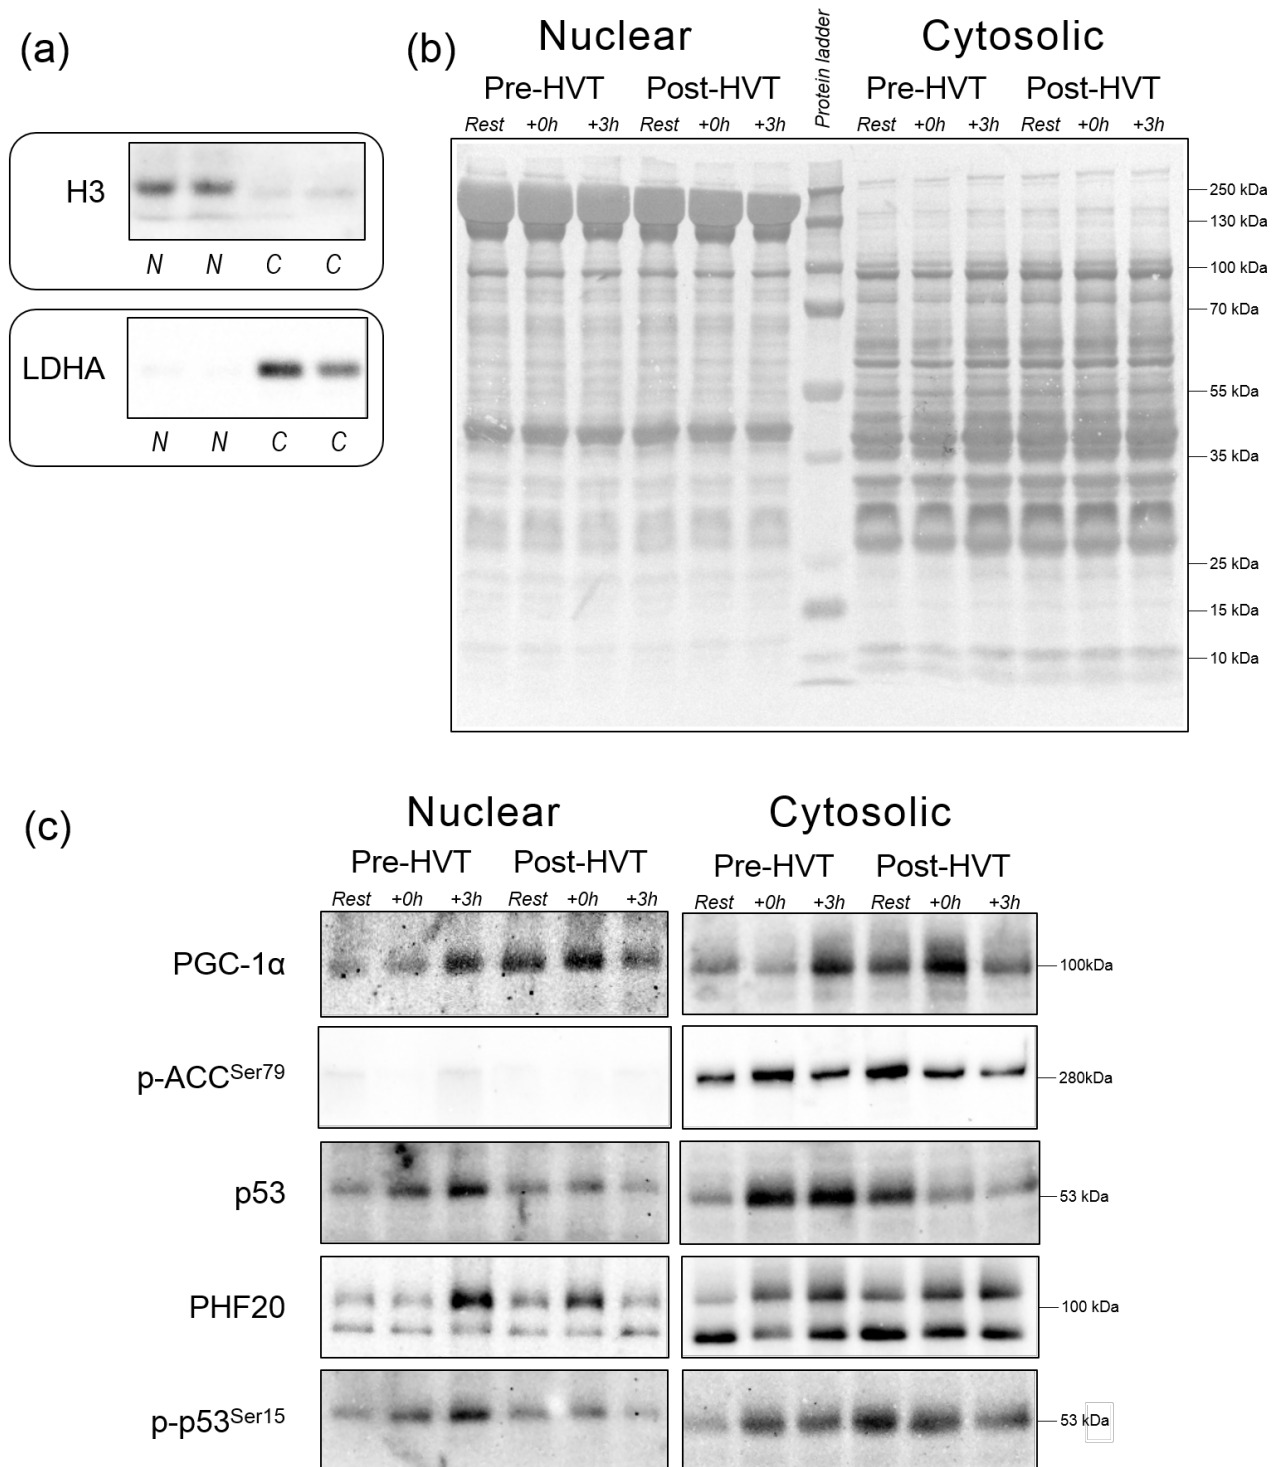 (a)
H3
N N C C
LDHA
N N C C
(b)
Nuclear
Cytosolic
Pre-HVT Post-HVT
Pre-HVT Post-HVT
Rest +0h +3h Rest +0h +3h
Protein ladder
Rest +0h +3h Rest +0h +3h
250 kDa
130 kDa
100 kDa
70 kDa
55 kDa
35 kDa
25 kDa
15 kDa
10 kDa
(c)
Nuclear
Cytosolic
Pre-HVT Post-HVT
Pre-HVT Post-HVT
Rest +0h +3h Rest +0h +3h
Rest +0h +3h Rest +0h +3h
PGC-1α
100kDa
p-ACCSer79
280kDa
p53
53 kDa
PHF20
100 kDa
p-p53Ser15
53 kDa